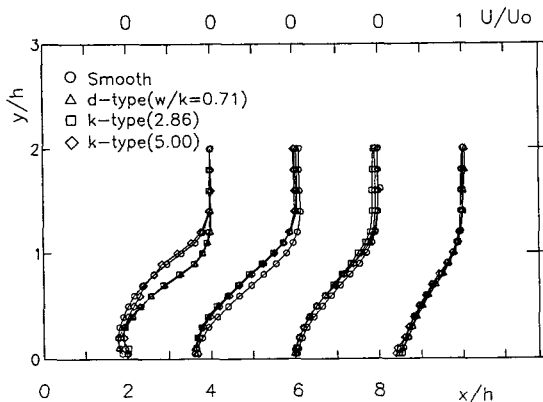 0 0 0 0 1 U/Uo
3
○ Smooth
△ d-type(w/k=0.71)
□ k-type(2.86)
◇ k-type(5.00)
y/h
2
1
0
0 2 4 4 8 x/h